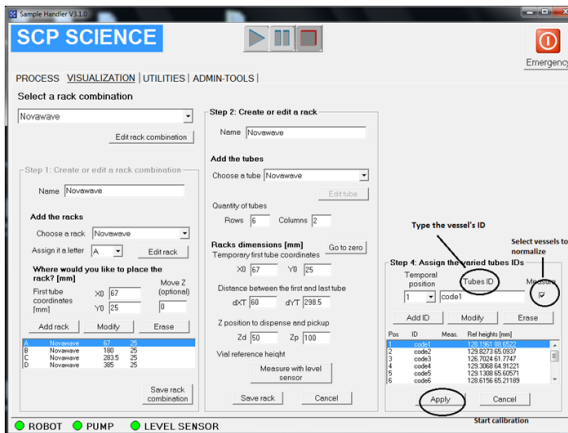 Sample Handler V3.1.0
SCP SCIENCE
Emergency
PROCESS VISUALIZATION UTILITIES ADMIN-TOOLS
Select a rack combination
Novawave
Edit rack combination
Step 1: Create or edit a rack combination
Name Novawave
Add the racks
Choose a rack Novawave
Assign it a letter A Edit rack
Where would you like to place the rack? [mm]
First tube coordinates [mm]
X0 67
Y0 25
Move Z (optional)
0
Add rack Modify Erase
A Novawave 67 25
B Novawave 180 25
C Novawave 283.5 25
D Novawave 385 25
Save rack combination
Step 2: Create or edit a rack
Name Novawave
Add the tubes
Choose a tube Novawave
Edit tube
Quantity of tubes
Rows 6 Columns 2
Racks dimensions [mm]
Go to zero
Temporary first tube coordinates
X0 67 Y0 25
Distance between the first and last tube
dXT 60 dYT 298.5
Z position to dispense and pickup
Zd 50 Zp 100
Vial reference height
Measure with level sensor
Save rack Cancel
Type the vessel's ID
Select vessels to normalize
Step 4: Assign the varied tubes IDs
Temporal position
Tubes ID
Measure
1 code1
Add ID Modify Erase
Pos ID Meas. Ref heights [mm]
1 code1 128.1961 88.6522
2 code2 129.8273 65.0937
3 code3 126.7024 61.7747
4 code4 129.3068 64.91221
5 code5 129.1308 65.60571
6 code6 128.6156 65.21189
Apply Cancel
Start calibration
ROBOT PUMP LEVEL SENSOR